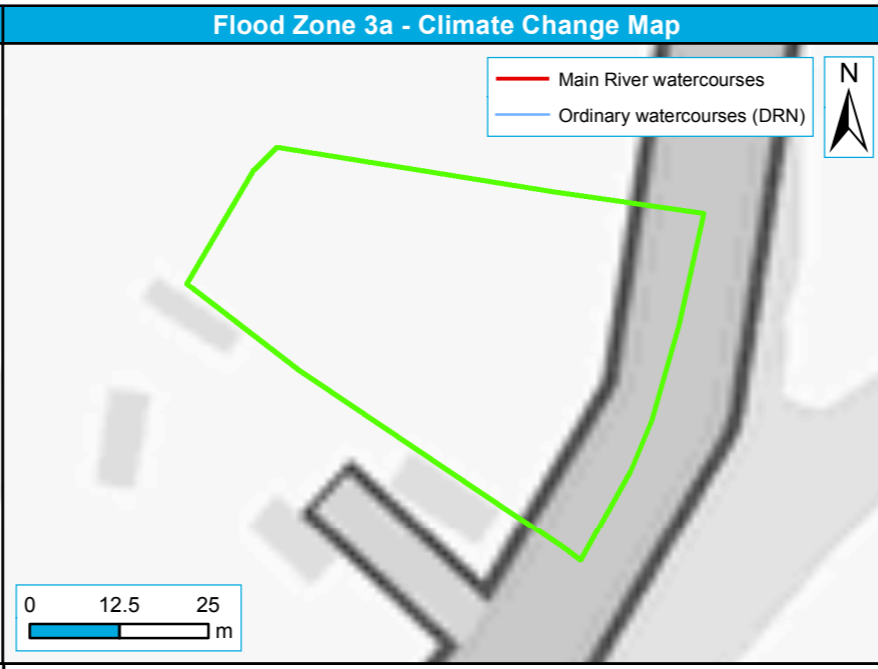 Flood Zone 3a - Climate Change Map
Main River watercourses
Ordinary watercourses (DRN)
N
0 12.5 25
m